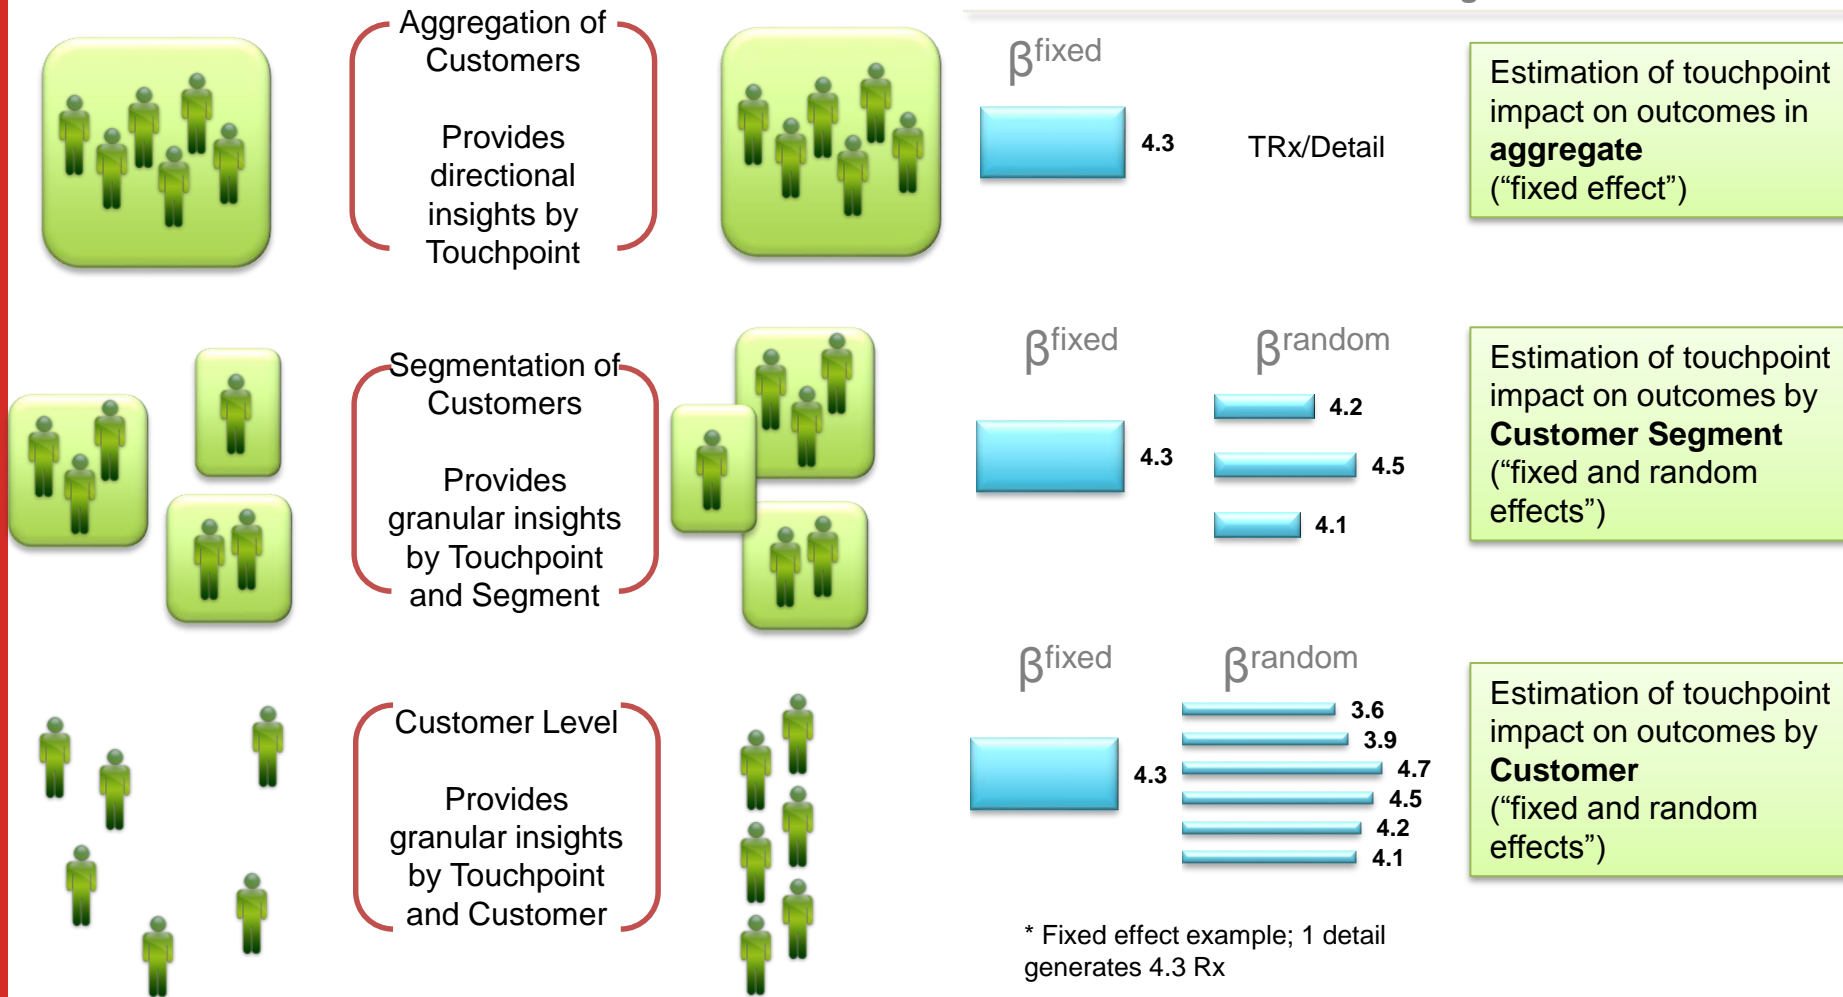 Aggregation of
Customers
Provides
directional
insights by
Touchpoint
βfixed
4.3
TRx/Detail
Estimation of touchpoint
impact on outcomes in
aggregate
(“fixed effect”)
Segmentation of
Customers
Provides
granular insights
by Touchpoint
and Segment
βfixed
βrandom
4.3
4.2
4.5
4.1
Estimation of touchpoint
impact on outcomes by
Customer Segment
(“fixed and random
effects”)
Customer Level
Provides
granular insights
by Touchpoint
and Customer
βfixed
βrandom
4.3
3.6
3.9
4.7
4.5
4.2
4.1
Estimation of touchpoint
impact on outcomes by
Customer
(“fixed and random
effects”)
* Fixed effect example; 1 detail
generates 4.3 Rx